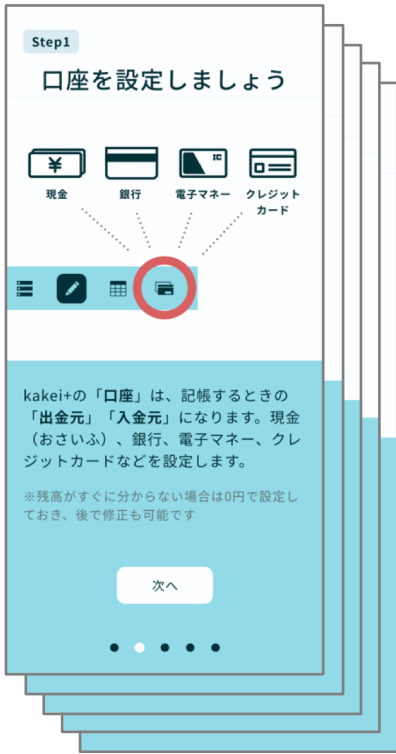 Step1
口座を設定しましょう
¥
IC
現金 銀行 電子マネー クレジット
カード
kakei+の「口座」は、記帳するときの
「出金元」「入金元」になります。現金
（おさいふ）、銀行、電子マネー、クレ
ジットカードなどを設定します。
※残高がすぐに分からない場合は0円で設定し
ておき、後で修正も可能です
次へ